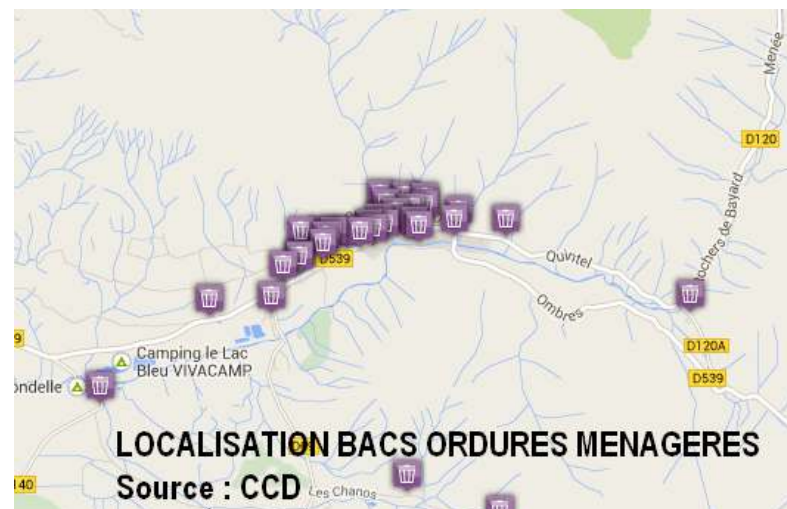 Menée
D120
Rochers de Bayard
Quintel
D539
Ombres
9
Camping le Lac
Bleu VIVACAMP
ondelle
D120A
D539
LOCALISATION BACS ORDURES MENAGERES
140
Source : CCD
Les Chanos